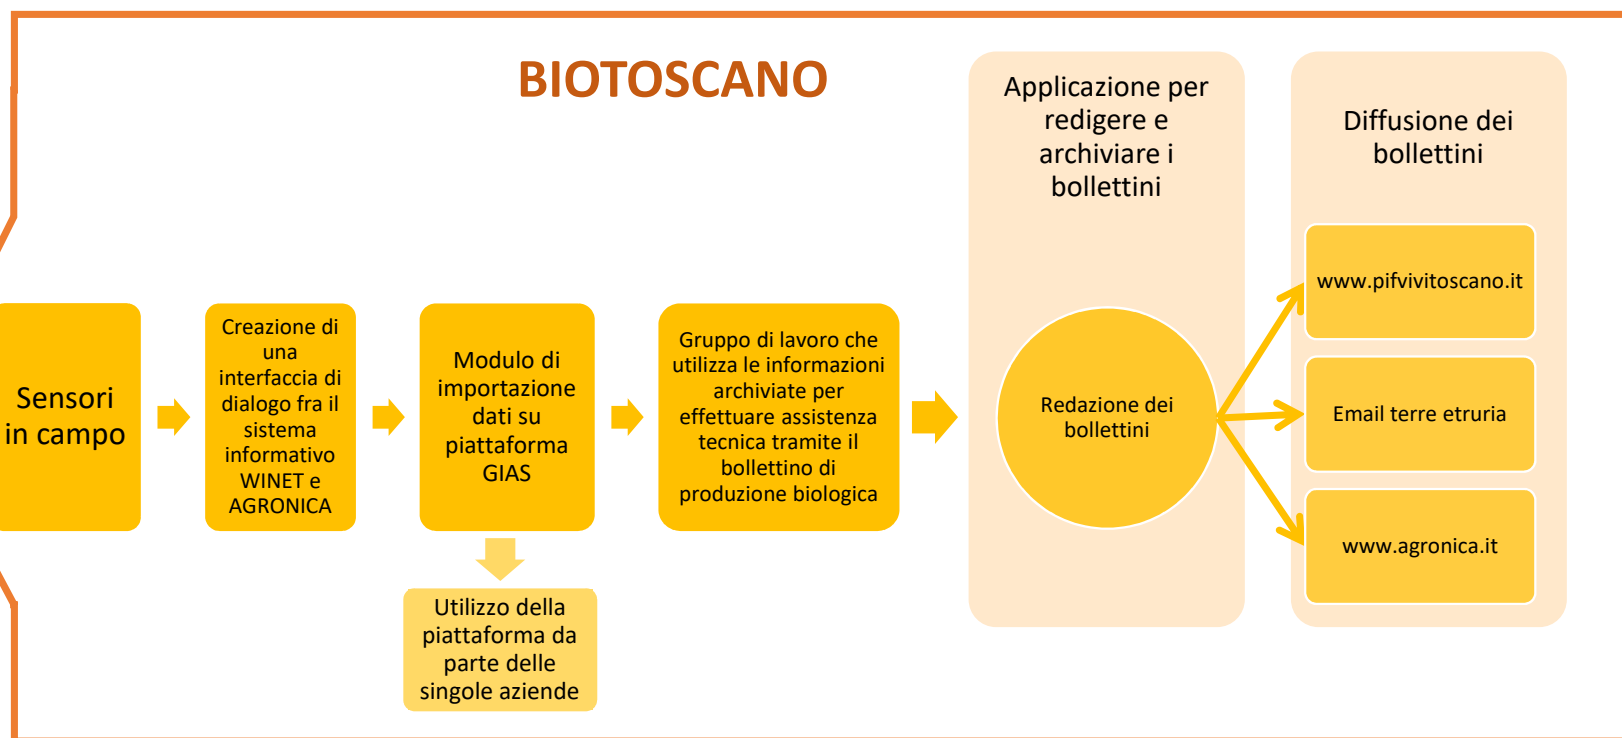 BIOTOSCANO
Sensori
in campo
Creazione di
una
interfaccia di
dialogo fra il
sistema
informativo
WINET e
AGRONICA
Modulo di
importazione
dati su
piattaforma
GIAS
Utilizzo della
piattaforma da
parte delle
singole aziende
Gruppo di lavoro che
utilizza le informazioni
archiviate per
effettuare assistenza
tecnica tramite il
bollettino di
produzione biologica
Applicazione per
redigere e
archiviare i
bollettini
Redazione dei
bollettini
Diffusione dei
bollettini
www.pifvivitoscano.it
Email terre etruria
www.agronica.it